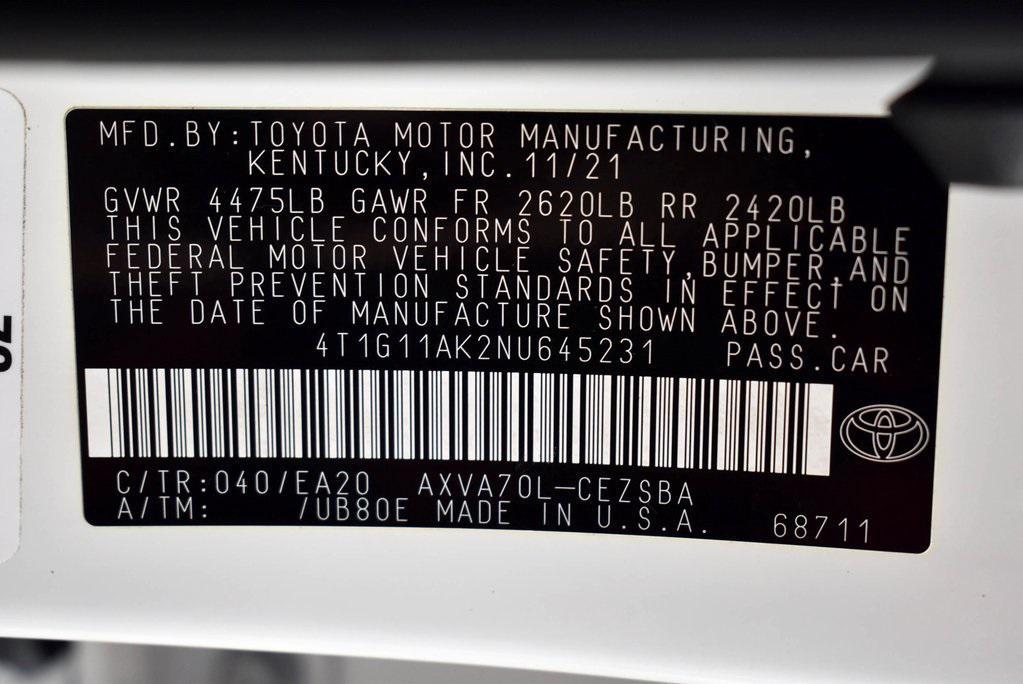 MFD.BY:TOYOTA MOTOR MANUFACTURING,
KENTUCKY,INC.11/21
GVWR 4475LB GAWR FR 2620LB RR 2420LB
THIS VEHICLE CONFORMS TO ALL APPLICABLE
FEDERAL MOTOR VEHICLE SAFETY,BUMPER,AND
THEFT PREVENTION STANDARDS IN EFFECT ON
THE DATE OF MANUFACTURE SHOWN ABOVE.
4T1G11AK2NU645231 PASS.CAR
C/TR:040/EA20 AXVA70L-CEZSBA
A/TM: /UB80E MADE IN U.S.A. 68711